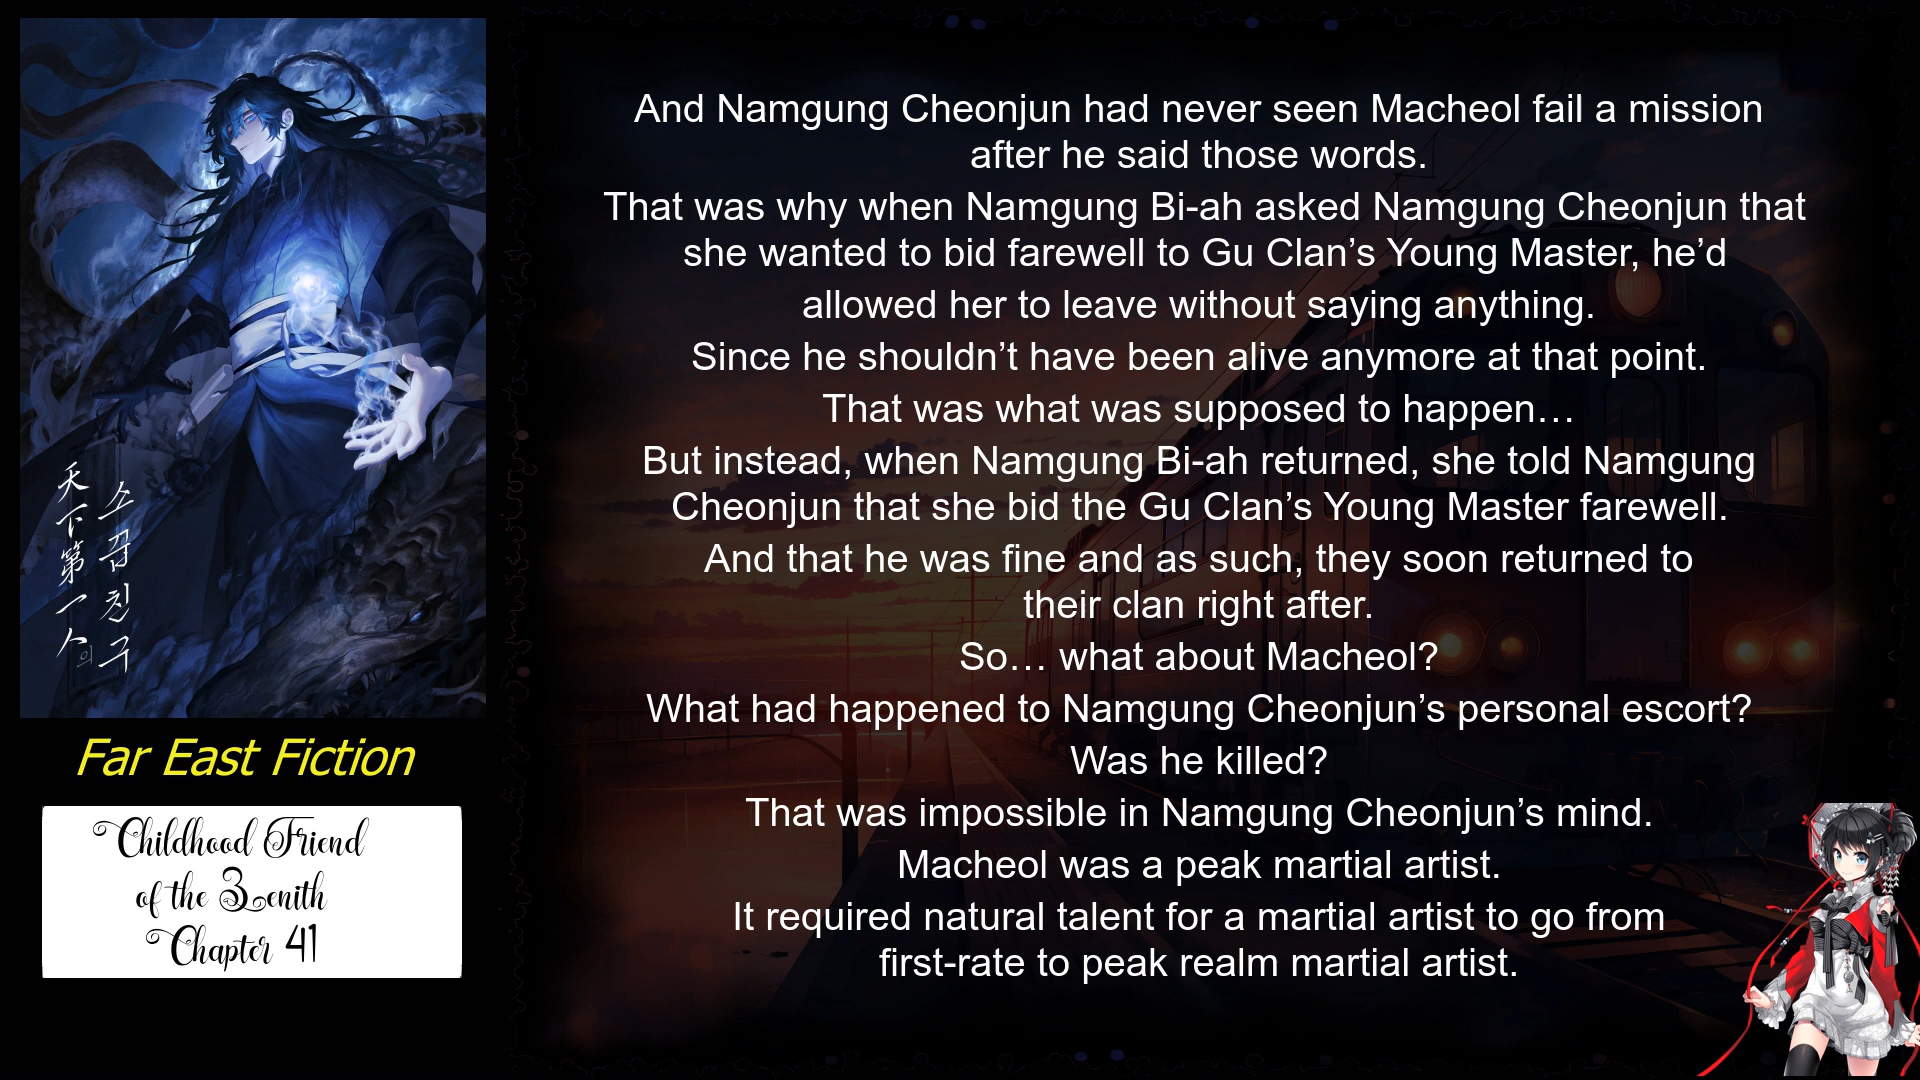 天下第一人의
소꿉친구
Far East Fiction
Childhood Friend
of the Zenith
Chapter 41
And Namgung Cheonjun had never seen Macheol fail a mission
after he said those words.
That was why when Namgung Bi-ah asked Namgung Cheonjun that
she wanted to bid farewell to Gu Clan’s Young Master, he’d
allowed her to leave without saying anything.
Since he shouldn’t have been alive anymore at that point.
That was what was supposed to happen…
But instead, when Namgung Bi-ah returned, she told Namgung
Cheonjun that she bid the Gu Clan’s Young Master farewell.
And that he was fine and as such, they soon returned to
their clan right after.
So… what about Macheol?
What had happened to Namgung Cheonjun’s personal escort?
Was he killed?
That was impossible in Namgung Cheonjun’s mind.
Macheol was a peak martial artist.
It required natural talent for a martial artist to go from
first-rate to peak realm martial artist.